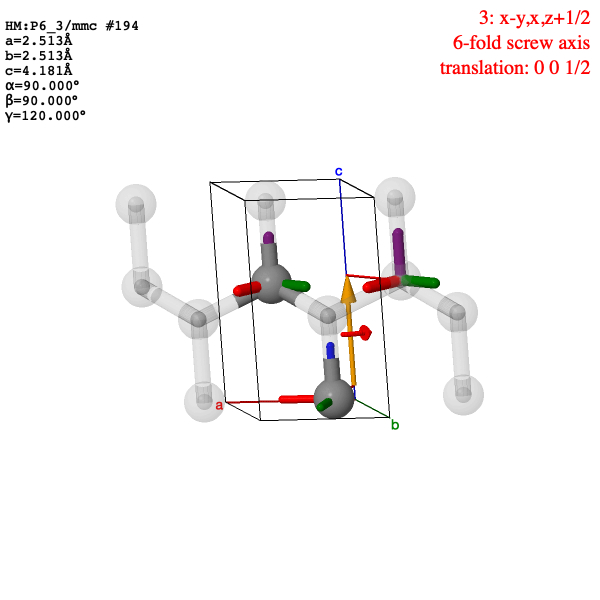 HM:P6_3/mmc #194
a=2.513Å
b=2.513Å
c=4.181Å
α=90.000°
β=90.000°
γ=120.000°
3: x-y,x,z+1/2
6-fold screw axis
translation: 0 0 1/2
c
a
b